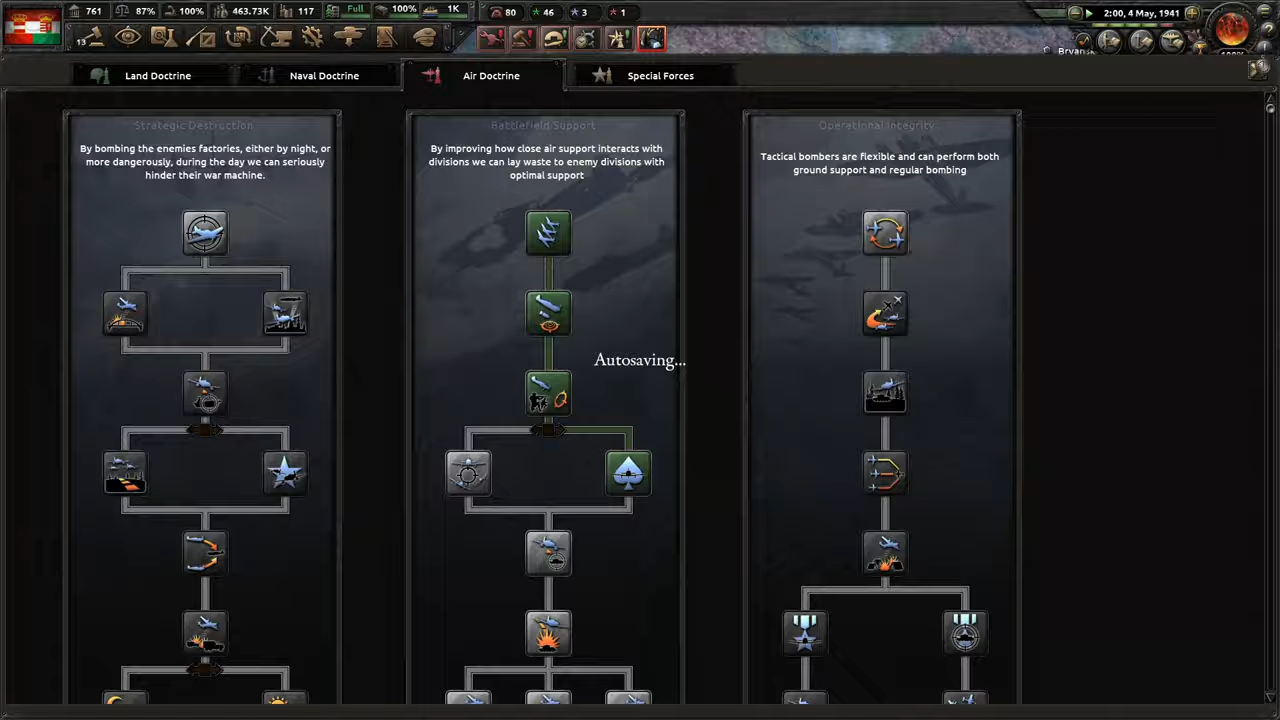 761 87% 100% 463.73K 117 Full 100% 1K 80 46 3 1 2:00, 4 May, 1941
13
Bryans
100%
Land Doctrine Naval Doctrine Air Doctrine Special Forces
Strategic Destruction Battlefield Support Operational Integrity
By bombing the enemies factories, either by night, or
more dangerously, during the day we can seriously
hinder their war machine.
By improving how close air support interacts with
divisions we can lay waste to enemy divisions with
optimal support
Tactical bombers are flexible and can perform both
ground support and regular bombing
Autosaving...